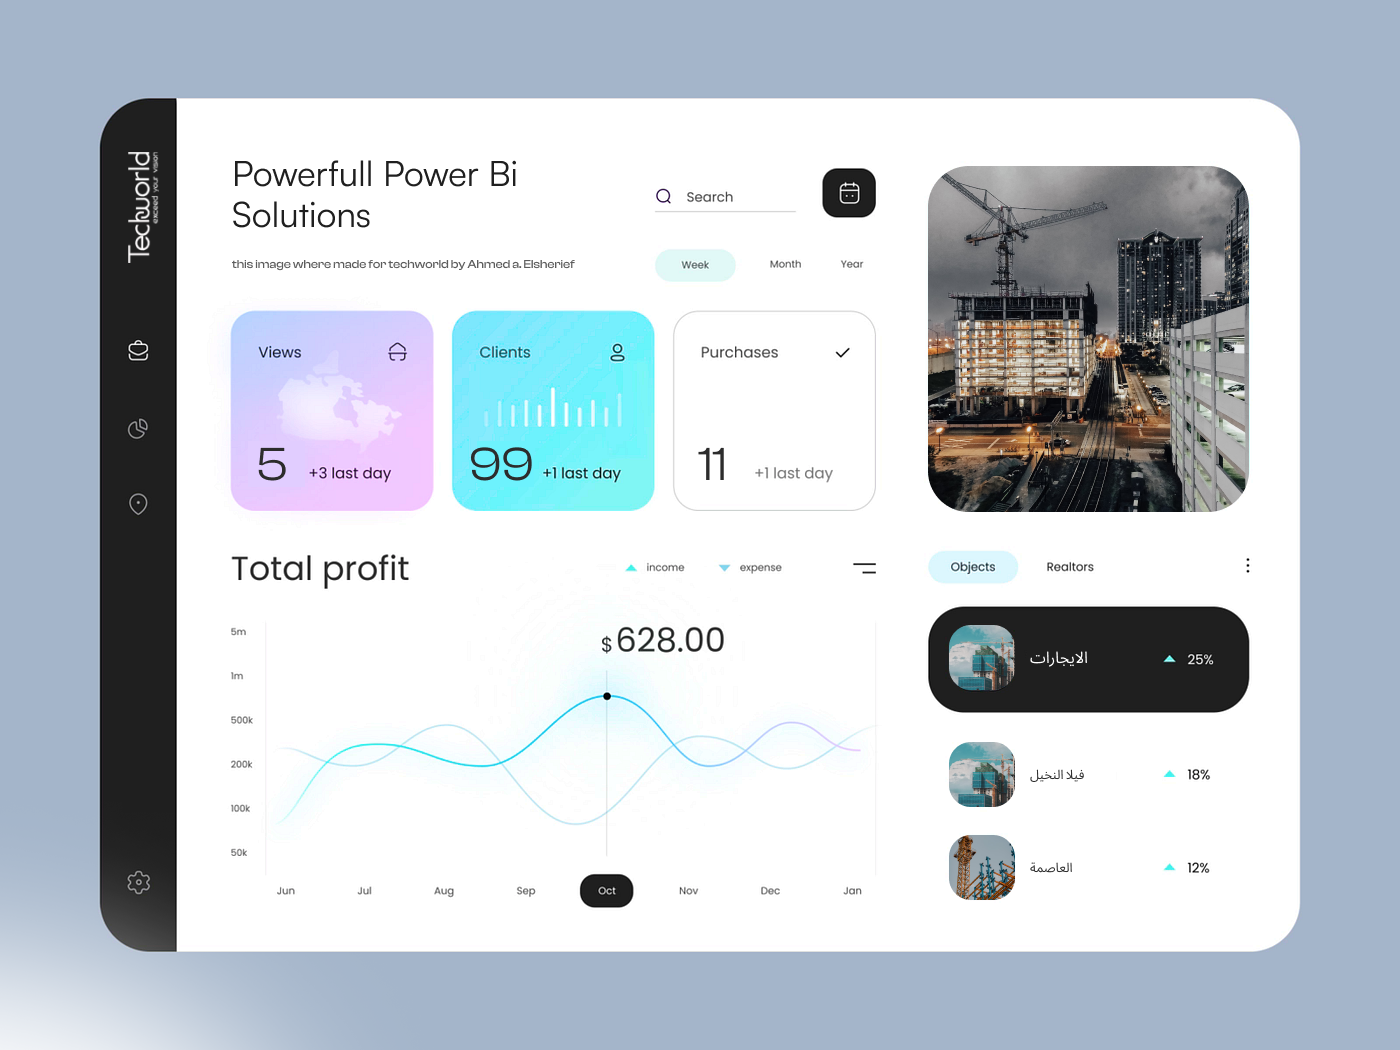 Techworld
exceed your vision
Powerfull Power Bi
Solutions
this image where made for techworld by Ahmed a. Elsherief
Search
Week
Month
Year
Views
5
+3 last day
Clients
99
+1 last day
Purchases
11
+1 last day
Total profit
income
expense
$628.00
5m
1m
500k
200k
100k
50k
Jun
Jul
Aug
Sep
Oct
Nov
Dec
Jan
Objects
Realtors
الايجارات
25%
فيلا النخيل
18%
العاصمة
12%